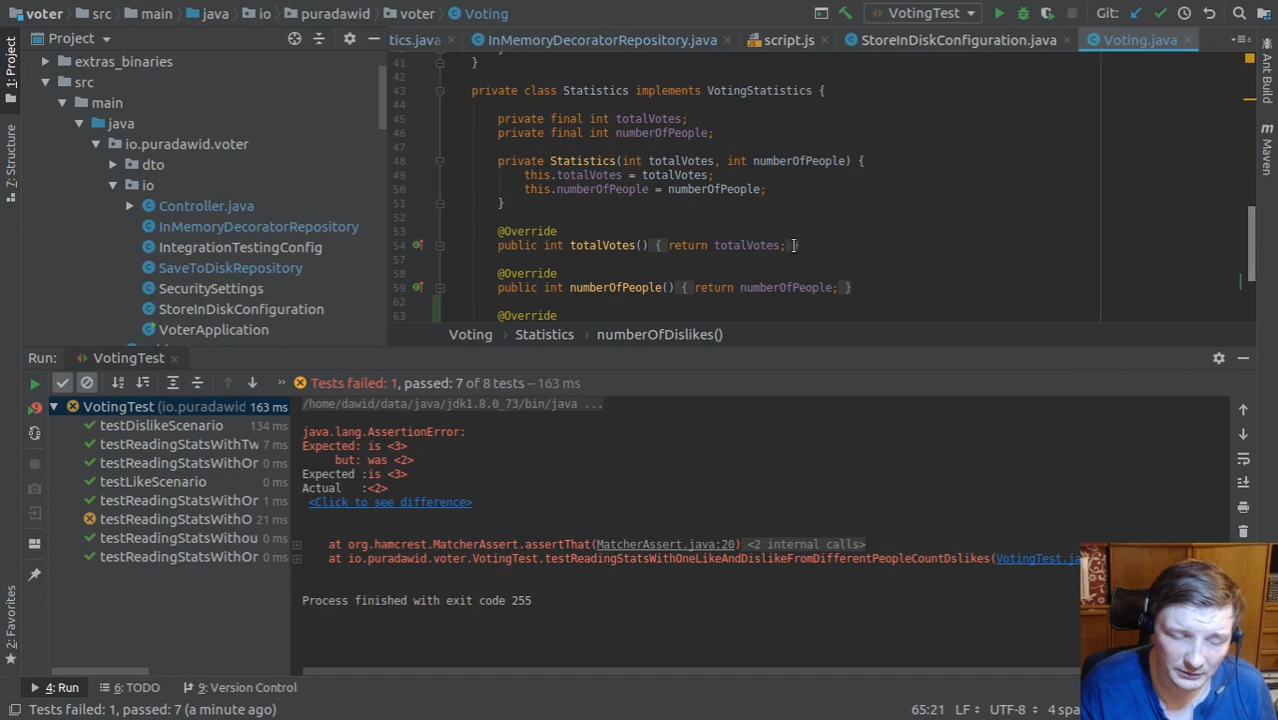 voter
src
main
java
io
puradawid
voter
Voting
VotingTest
Git:
Project
tics.java
InMemoryDecoratorRepository.java
script.js
StoreInDiskConfiguration.java
Voting.java
1: Project
7: Structure
2: Favorites
Ant Build
Maven
extras_binaries
src
main
java
io.puradawid.voter
dto
io
Controller.java
InMemoryDecoratorRepository
IntegrationTestingConfig
SaveToDiskRepository
SecuritySettings
StoreInDiskConfiguration
VoterApplication
41 }
42
43 private class Statistics implements VotingStatistics {
44
45 private final int totalVotes;
46 private final int numberOfPeople;
47
48 private Statistics(int totalVotes, int numberOfPeople) {
49 this.totalVotes = totalVotes;
50 this.numberOfPeople = numberOfPeople;
51 }
52
53 @Override
54 public int totalVotes() { return totalVotes; }
57
58 @Override
59 public int numberOfPeople() { return numberOfPeople; }
62
63 @Override
Voting
Statistics
numberOfDislikes()
Run:
VotingTest
Tests failed: 1, passed: 7 of 8 tests – 163 ms
VotingTest (io.puradawid 163 ms
testDislikeScenario 134 ms
testReadingStatsWithTw 7 ms
testReadingStatsWithOr 0 ms
testLikeScenario 0 ms
testReadingStatsWithOr 1 ms
testReadingStatsWithO 21 ms
testReadingStatsWithou 0 ms
testReadingStatsWithOr 0 ms
/home/dawid/data/java/jdk1.8.0_73/bin/java ...
java.lang.AssertionError:
Expected: is <3>
but: was <2>
Expected :is <3>
Actual :<2>
<Click to see difference>
at org.hamcrest.MatcherAssert.assertThat(MatcherAssert.java:20) <2 internal calls>
at io.puradawid.voter.VotingTest.testReadingStatsWithOneLikeAndDislikeFromDifferentPeopleCountDslikes(VotingTest.ja
Process finished with exit code 255
4: Run
6: TODO
9: Version Control
Tests failed: 1, passed: 7 (a minute ago)
65:21
LF
UTF-8
4 spa